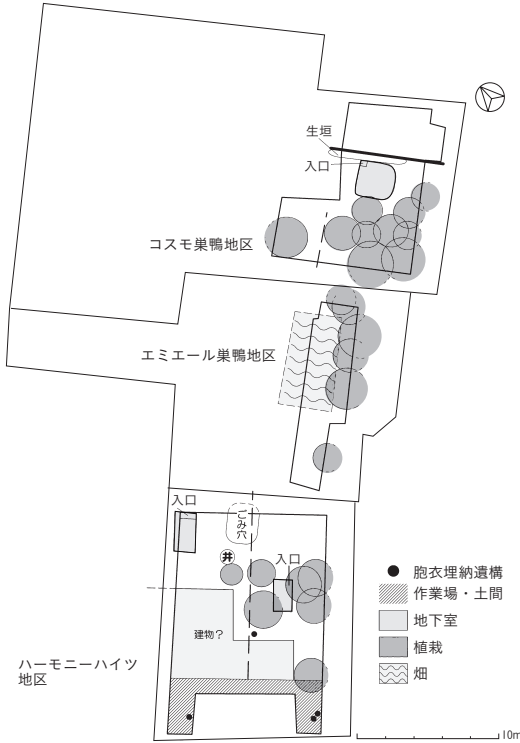 生垣
入口
コスモ巣鴨地区
エミエール巣鴨地区
入口
ごみ穴
井
入口
建物？
ハーモニーハイツ
地区
胞衣埋納遺構
作業場・土間
地下室
植栽
畑
10m